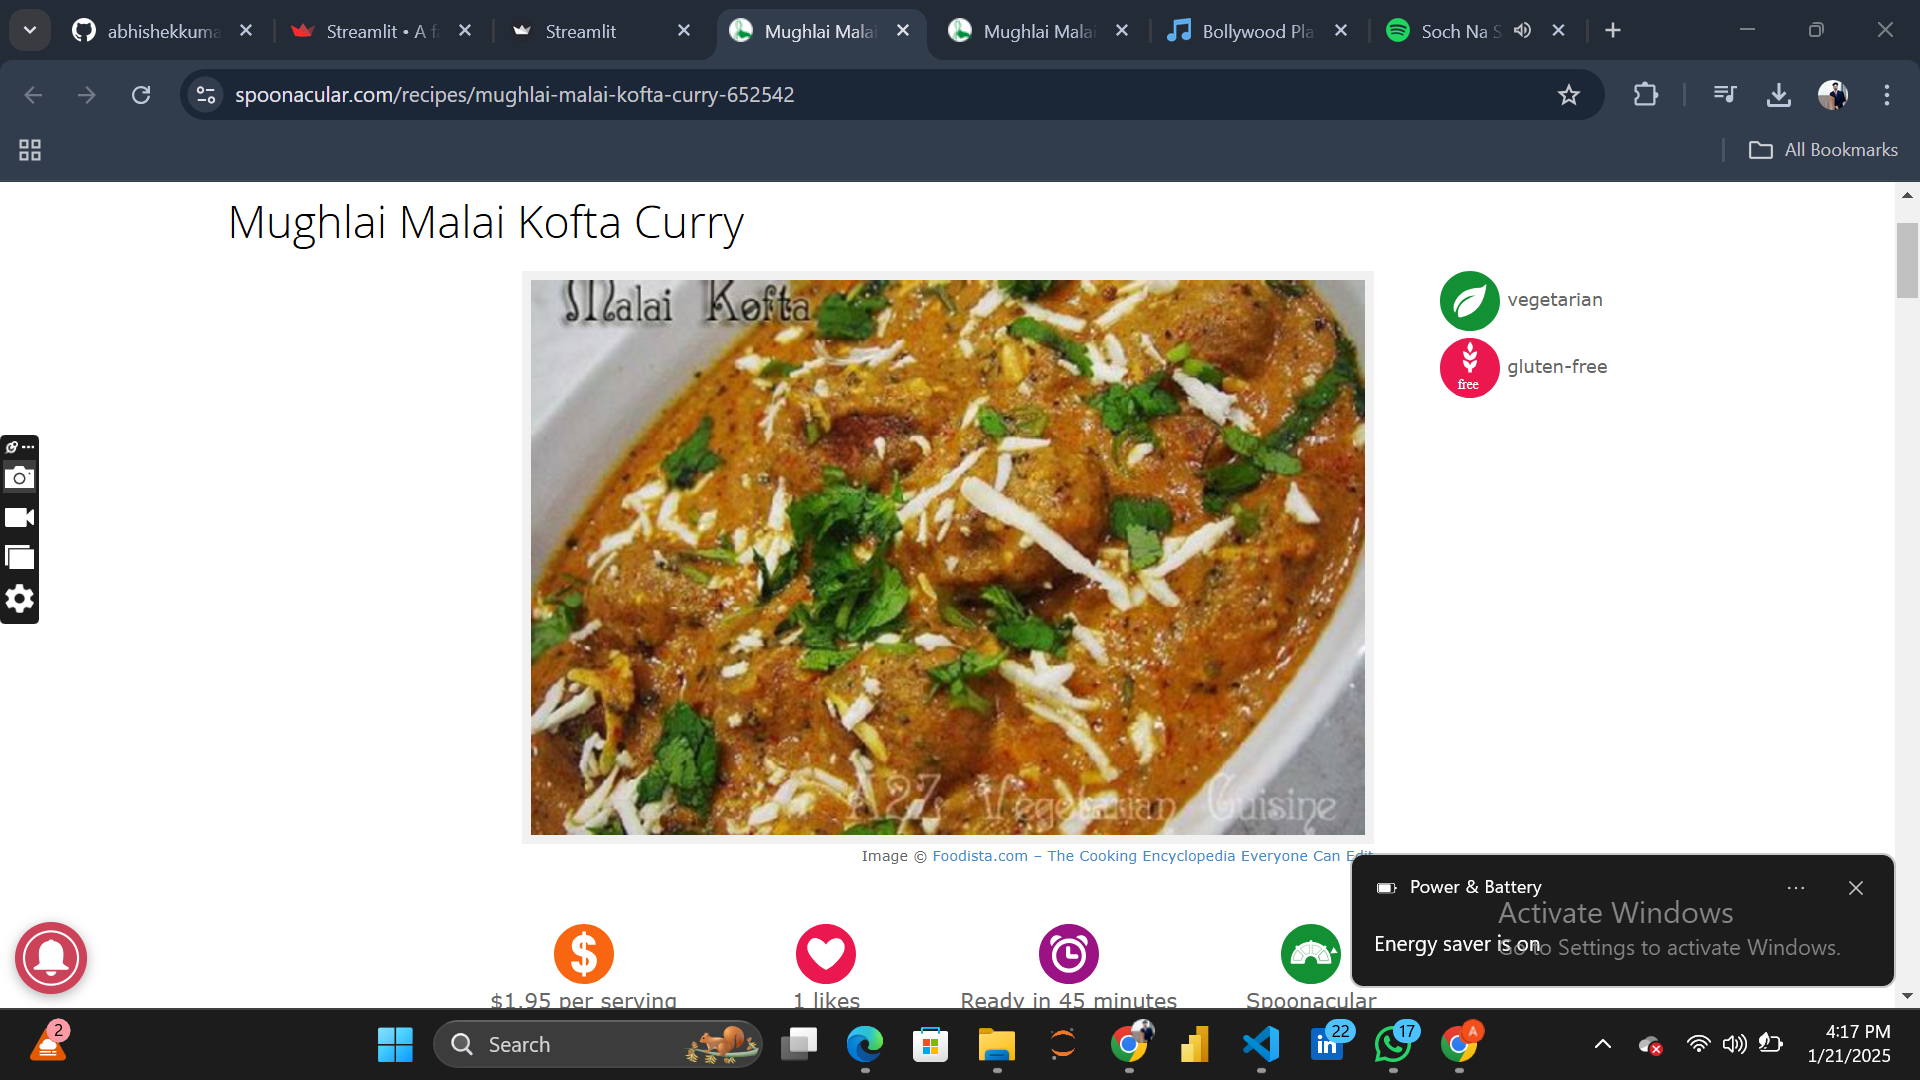 abhishekkuma
Streamlit • A f
Streamlit
Mughlai Malai
Mughlai Malai
Bollywood Pla
Soch Na S
spoonacular.com/recipes/mughlai-malai-kofta-curry-652542
All Bookmarks
Mughlai Malai Kofta Curry
Malai Kofta
vegetarian
free
gluten-free
A2Z Vegetarian Cuisine
Image © Foodista.com – The Cooking Encyclopedia Everyone Can Edit
Power & Battery
Activate Windows
Energy saver is on
Go to Settings to activate Windows.
$1.95 per serving
1 likes
Ready in 45 minutes
Spoonacular
2
Search
22
17
A
4:17 PM
1/21/2025